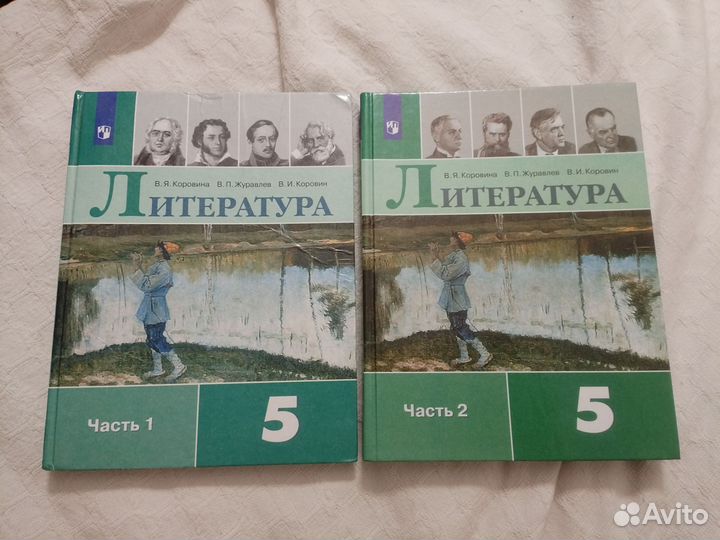 В.Я.Коровина В.П.Журавлев В.И.Коровин
ЛИТЕРАТУРА
Часть 1
5
В.Я.Коровина В.П.Журавлев В.И.Коровин
ЛИТЕРАТУРА
Часть 2
5
Avito